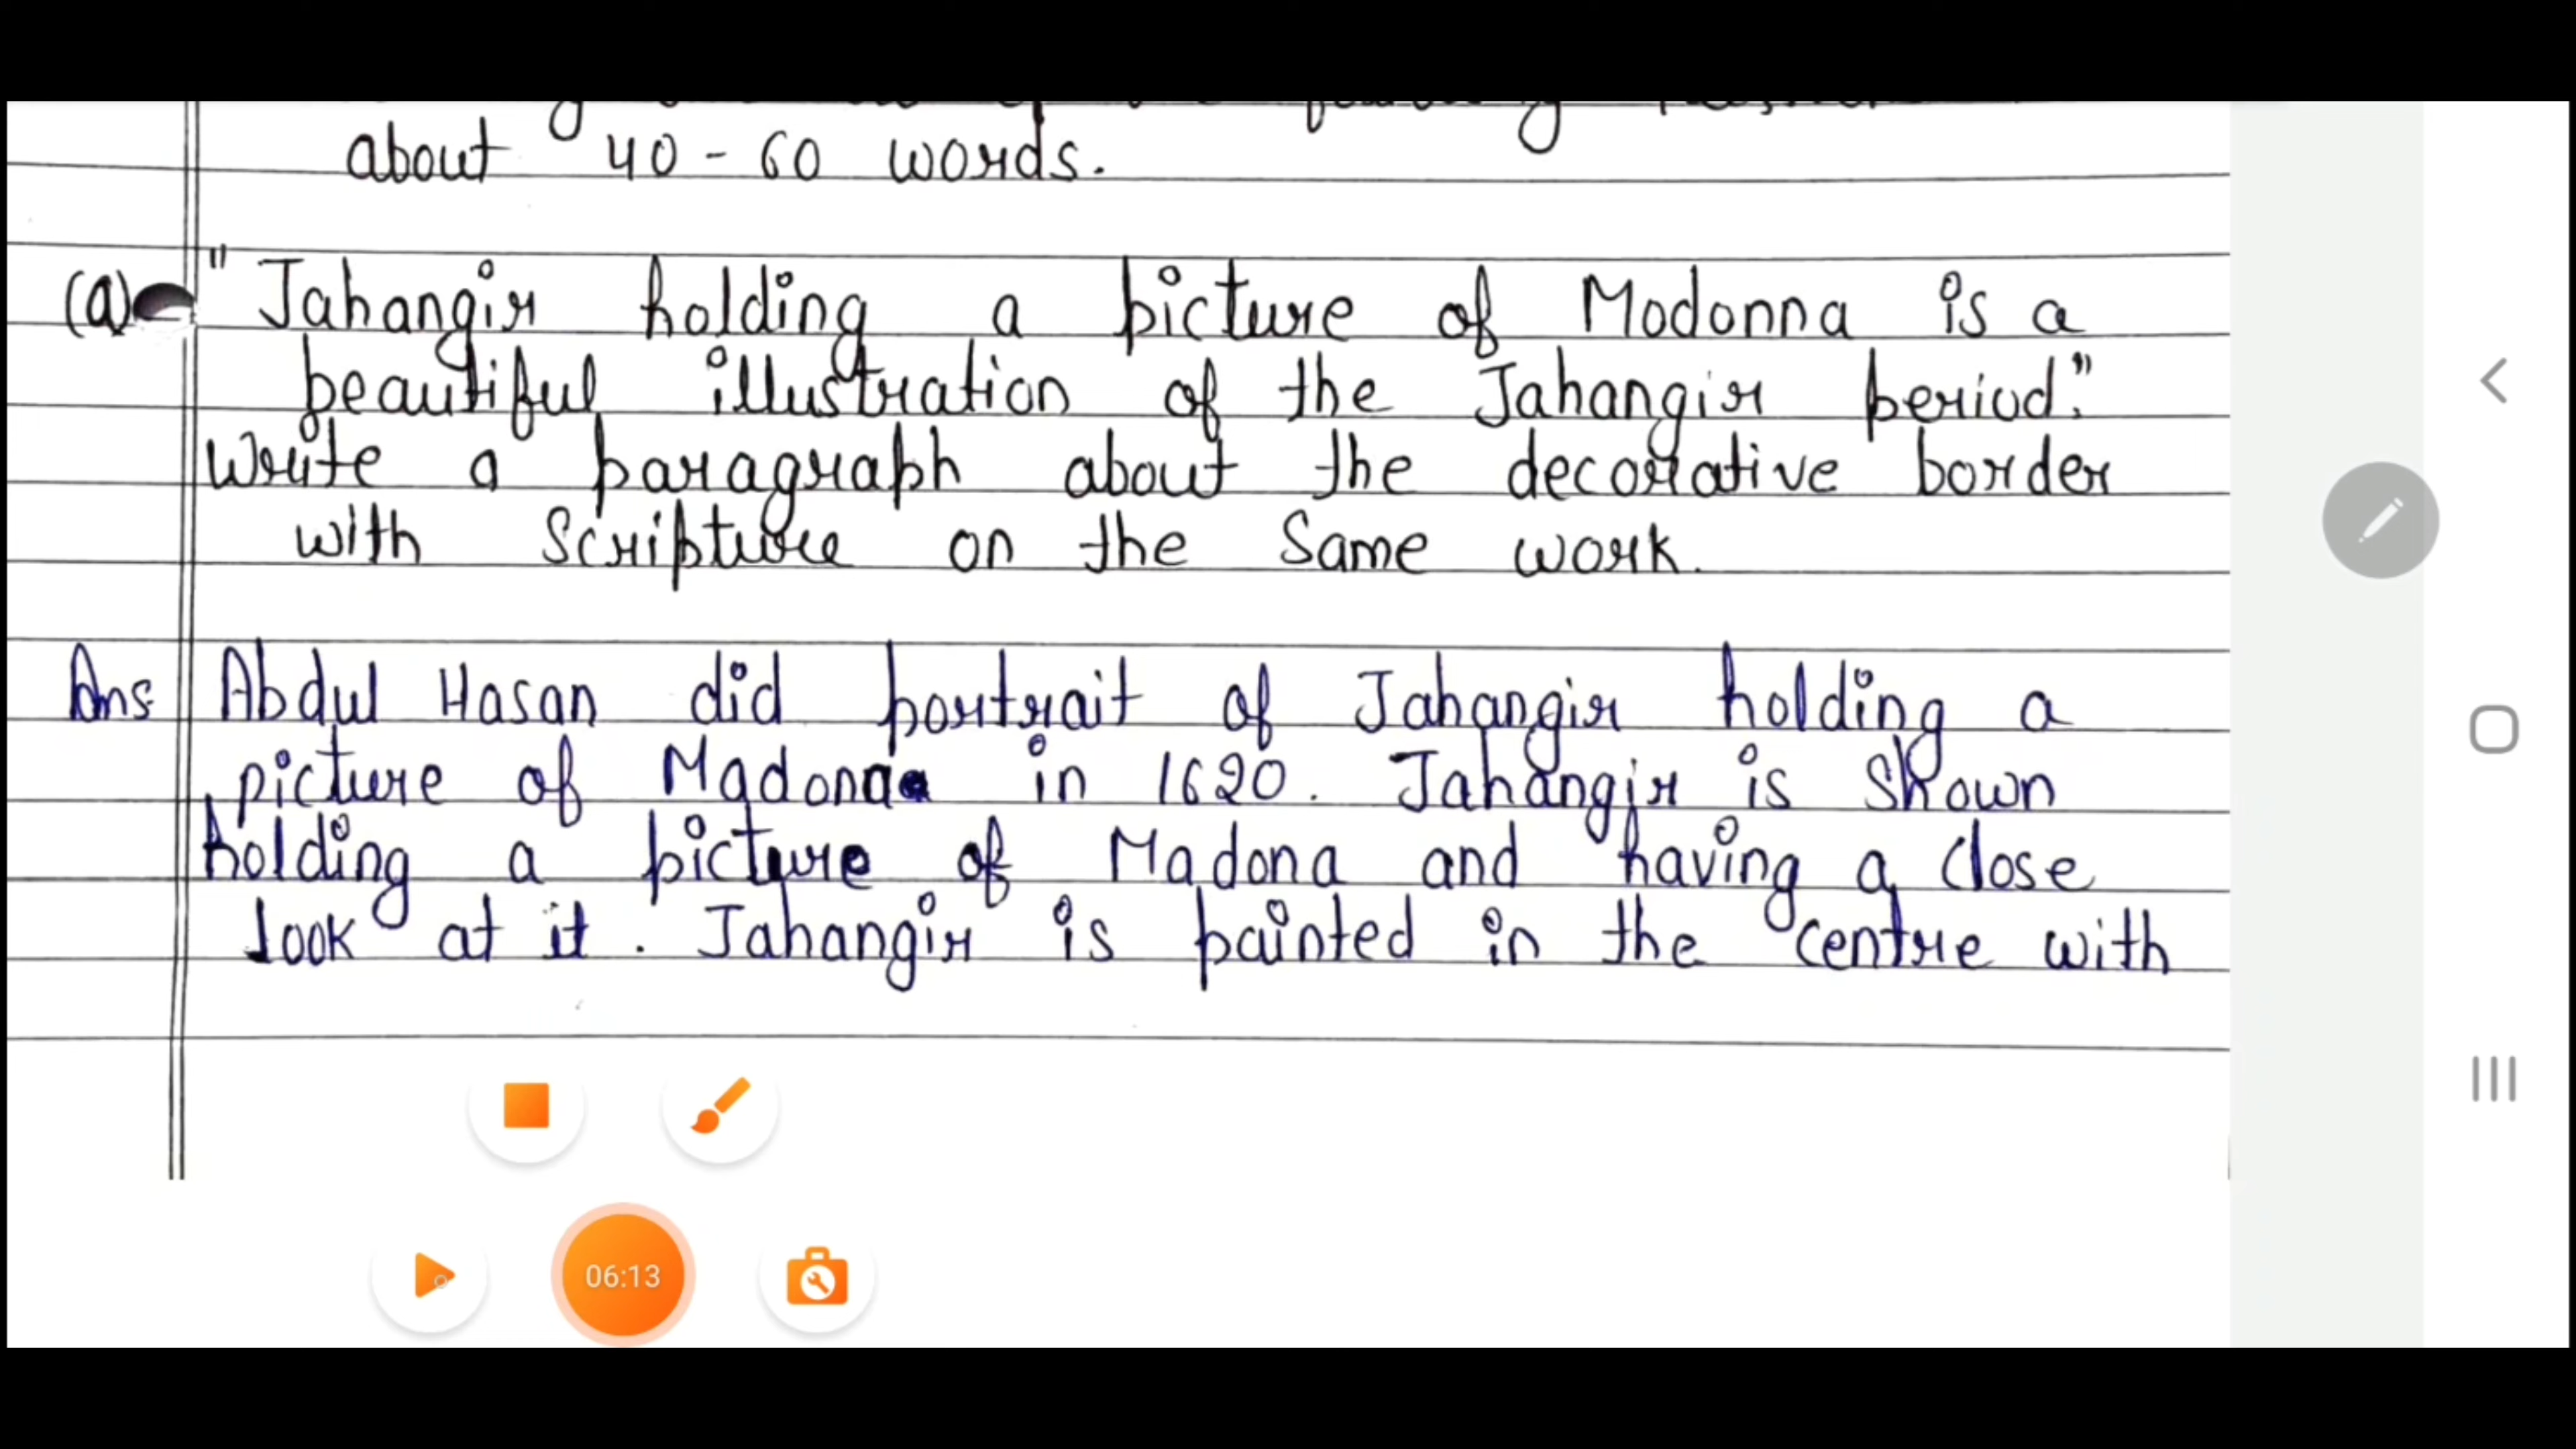 about 40 - 60 words.
(a) "Jahangir holding a picture of Modonna is a
beautiful illustration of the Jahangir period."
Write a paragraph about the decorative border
with Scripture on the Same work.
Ans Abdul Hasan did portrait of Jahangir holding a
picture of Madona in 1620. Jahangir is Shown
holding a picture of Madona and having a close
look at it. Jahangir is painted in the centre with
06:13